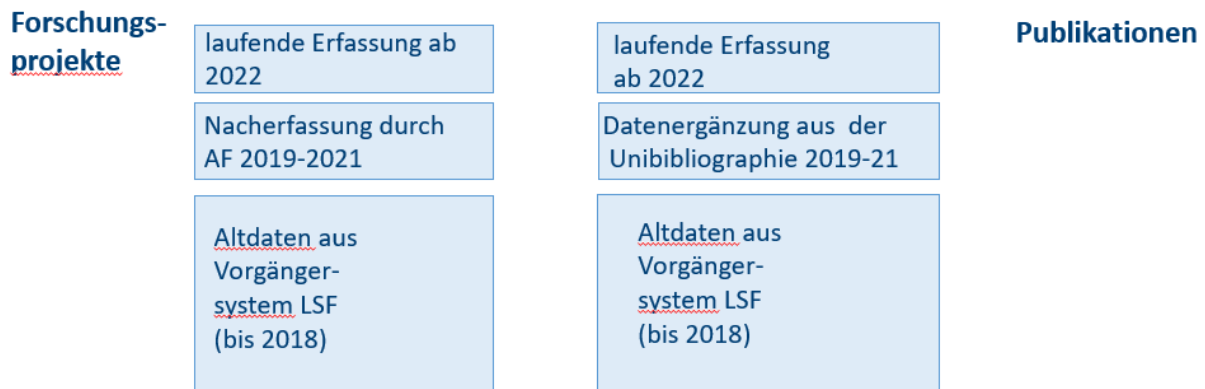 Forschungs-
projekte
laufende Erfassung ab
2022
Nacherfassung durch
AF 2019-2021
Altdaten aus
Vorgänger-
system LSF
(bis 2018)
laufende Erfassung
ab 2022
Datenergänzung aus der
Unibibliographie 2019-21
Altdaten aus
Vorgänger-
system LSF
(bis 2018)
Publikationen